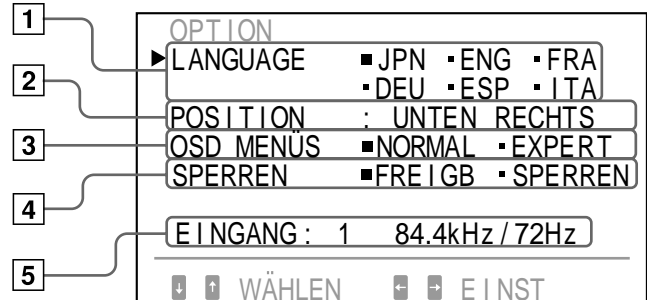 OPTION
1 LANGUAGE ■ JPN ▪ ENG ▪ FRA
▪ DEU ▪ ESP ▪ ITA
2 POSITION : UNTEN RECHTS
3 OSD MENÜS ■ NORMAL ▪ EXPERT
4 SPERREN ■ FREIGB ▪ SPERREN
5 EINGANG : 1 84.4kHz / 72Hz
↓ ↑ WÄHLEN ← → EINST